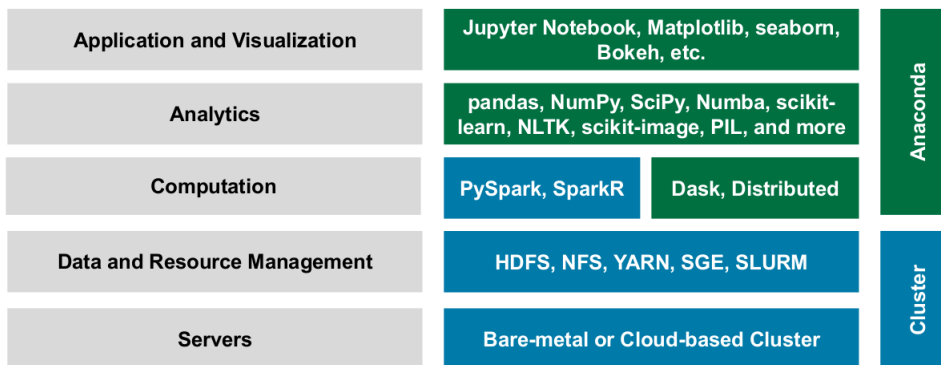 Application and Visualization
Jupyter Notebook, Matplotlib, seaborn,
Bokeh, etc.
Analytics
pandas, NumPy, SciPy, Numba, scikit-
learn, NLTK, scikit-image, PIL, and more
Computation
PySpark, SparkR
Dask, Distributed
Anaconda
Data and Resource Management
HDFS, NFS, YARN, SGE, SLURM
Servers
Bare-metal or Cloud-based Cluster
Cluster